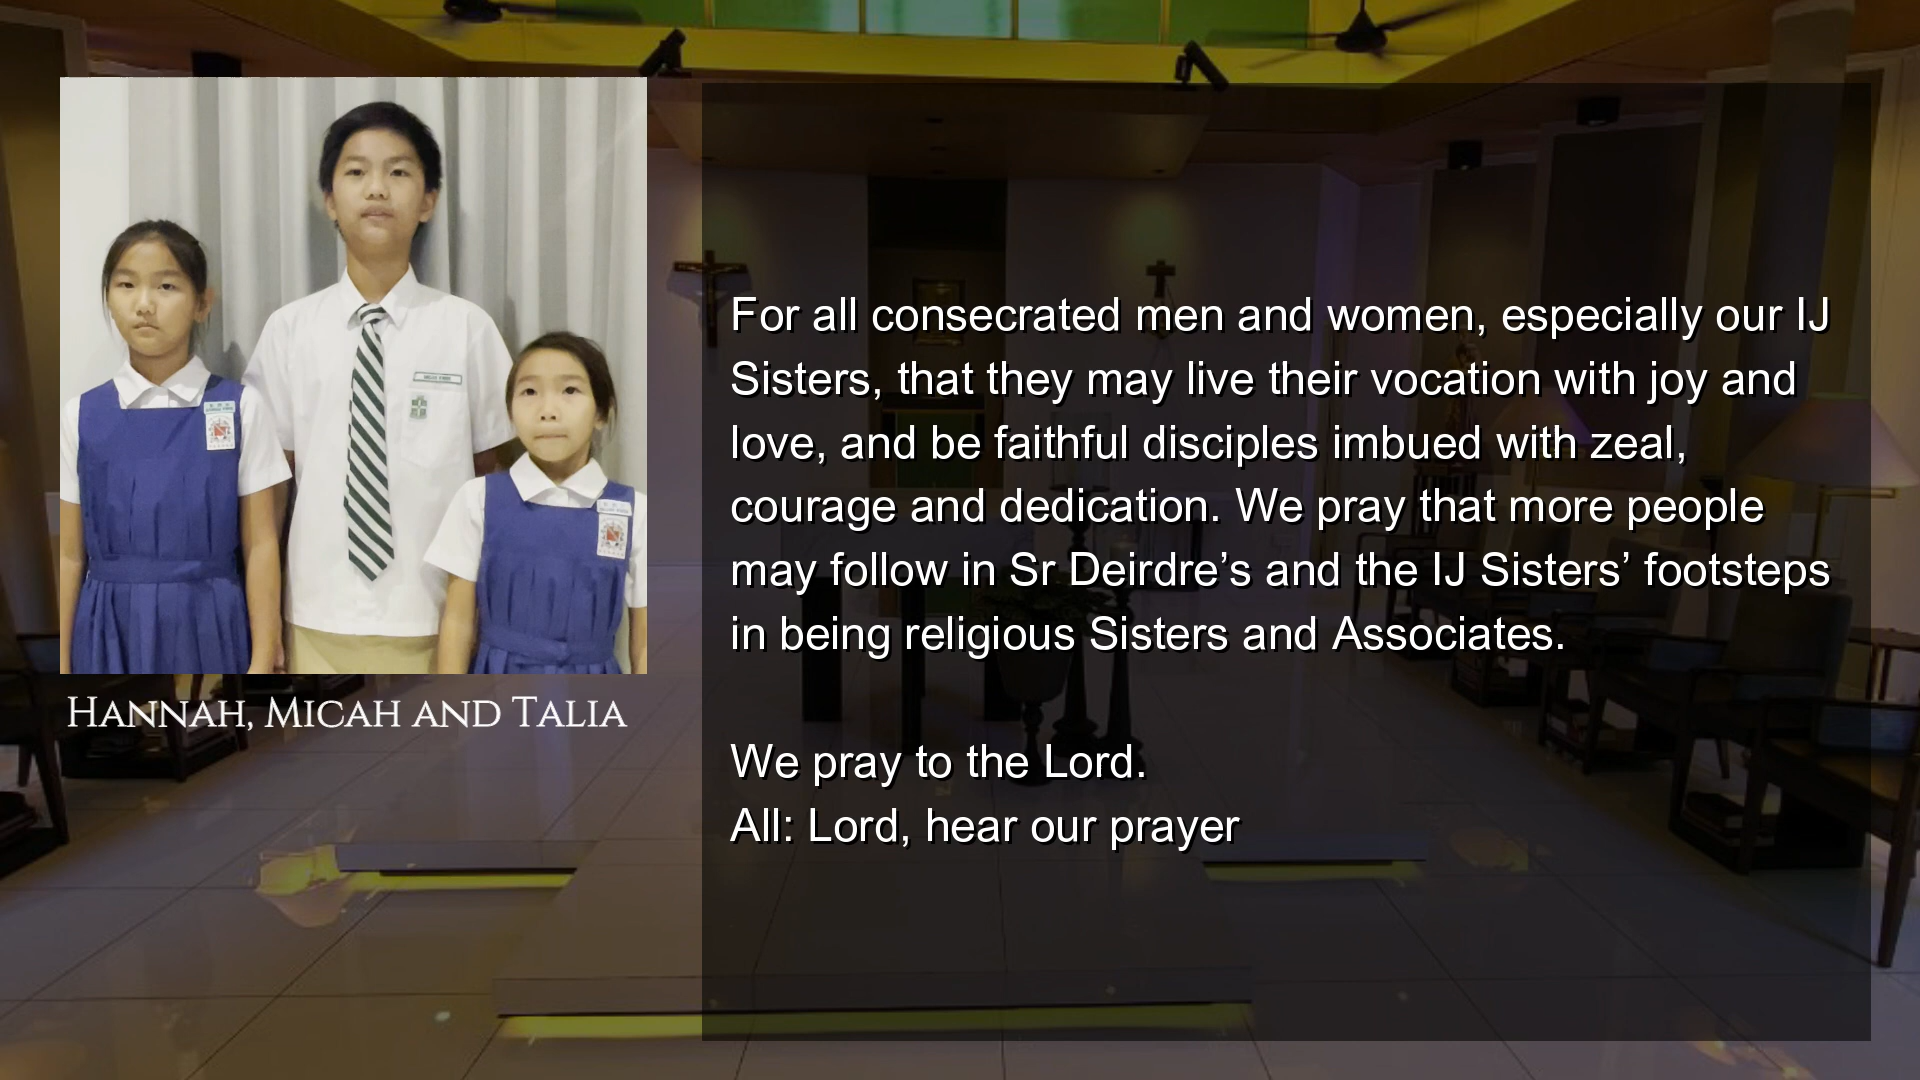 For all consecrated men and women, especially our IJ
Sisters, that they may live their vocation with joy and
love, and be faithful disciples imbued with zeal,
courage and dedication. We pray that more people
may follow in Sr Deirdre’s and the IJ Sisters’ footsteps
in being religious Sisters and Associates.
We pray to the Lord.
All: Lord, hear our prayer
Hannah, Micah and Talia